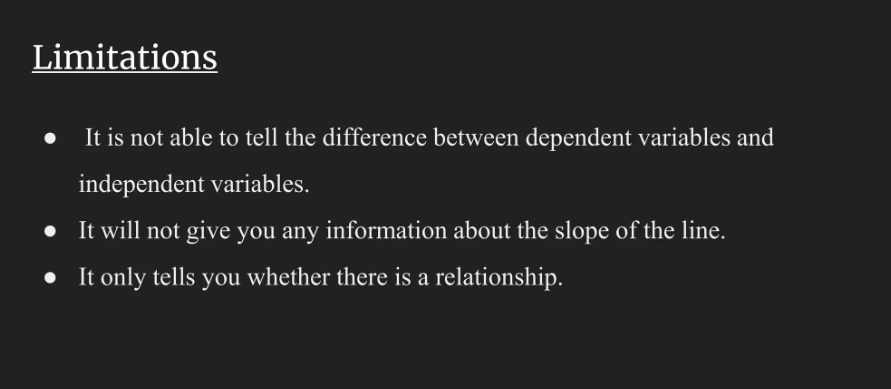 Limitations
● It is not able to tell the difference between dependent variables and
independent variables.
● It will not give you any information about the slope of the line.
● It only tells you whether there is a relationship.